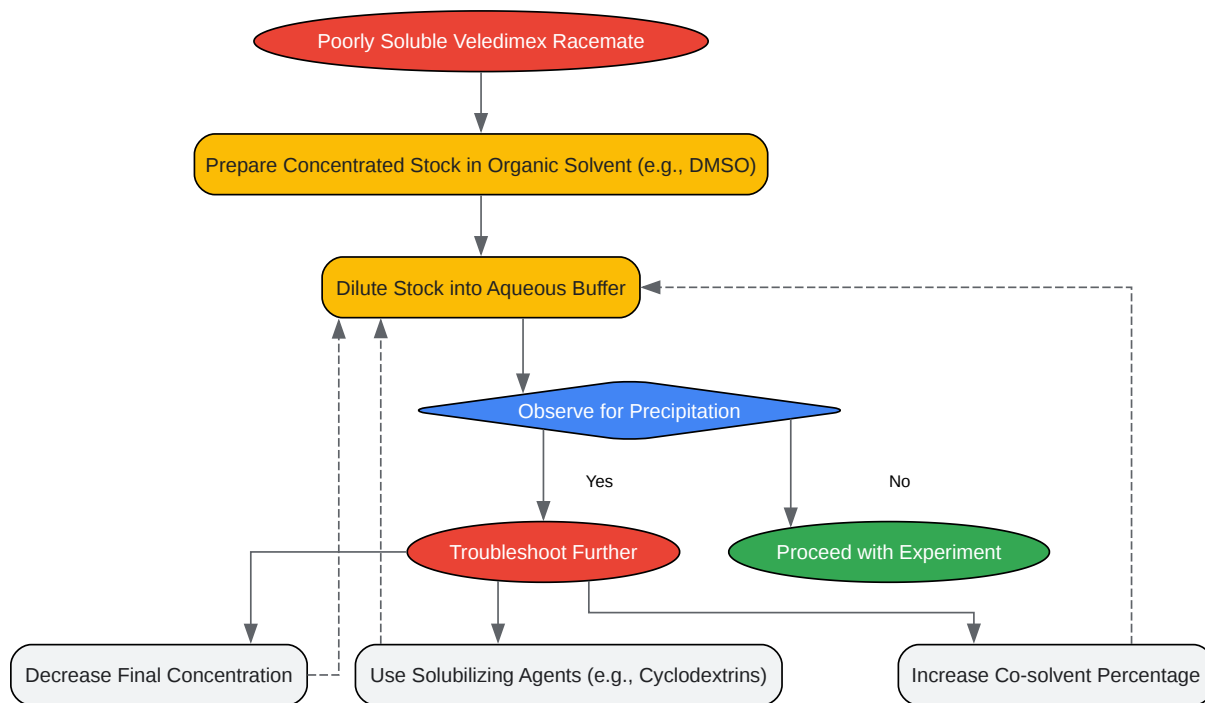 Poorly Soluble Veledimex Racemate
Prepare Concentrated Stock in Organic Solvent (e.g., DMSO)
Dilute Stock into Aqueous Buffer
Observe for Precipitation
Yes
No
Troubleshoot Further
Proceed with Experiment
Decrease Final Concentration
Use Solubilizing Agents (e.g., Cyclodextrins)
Increase Co-solvent Percentage